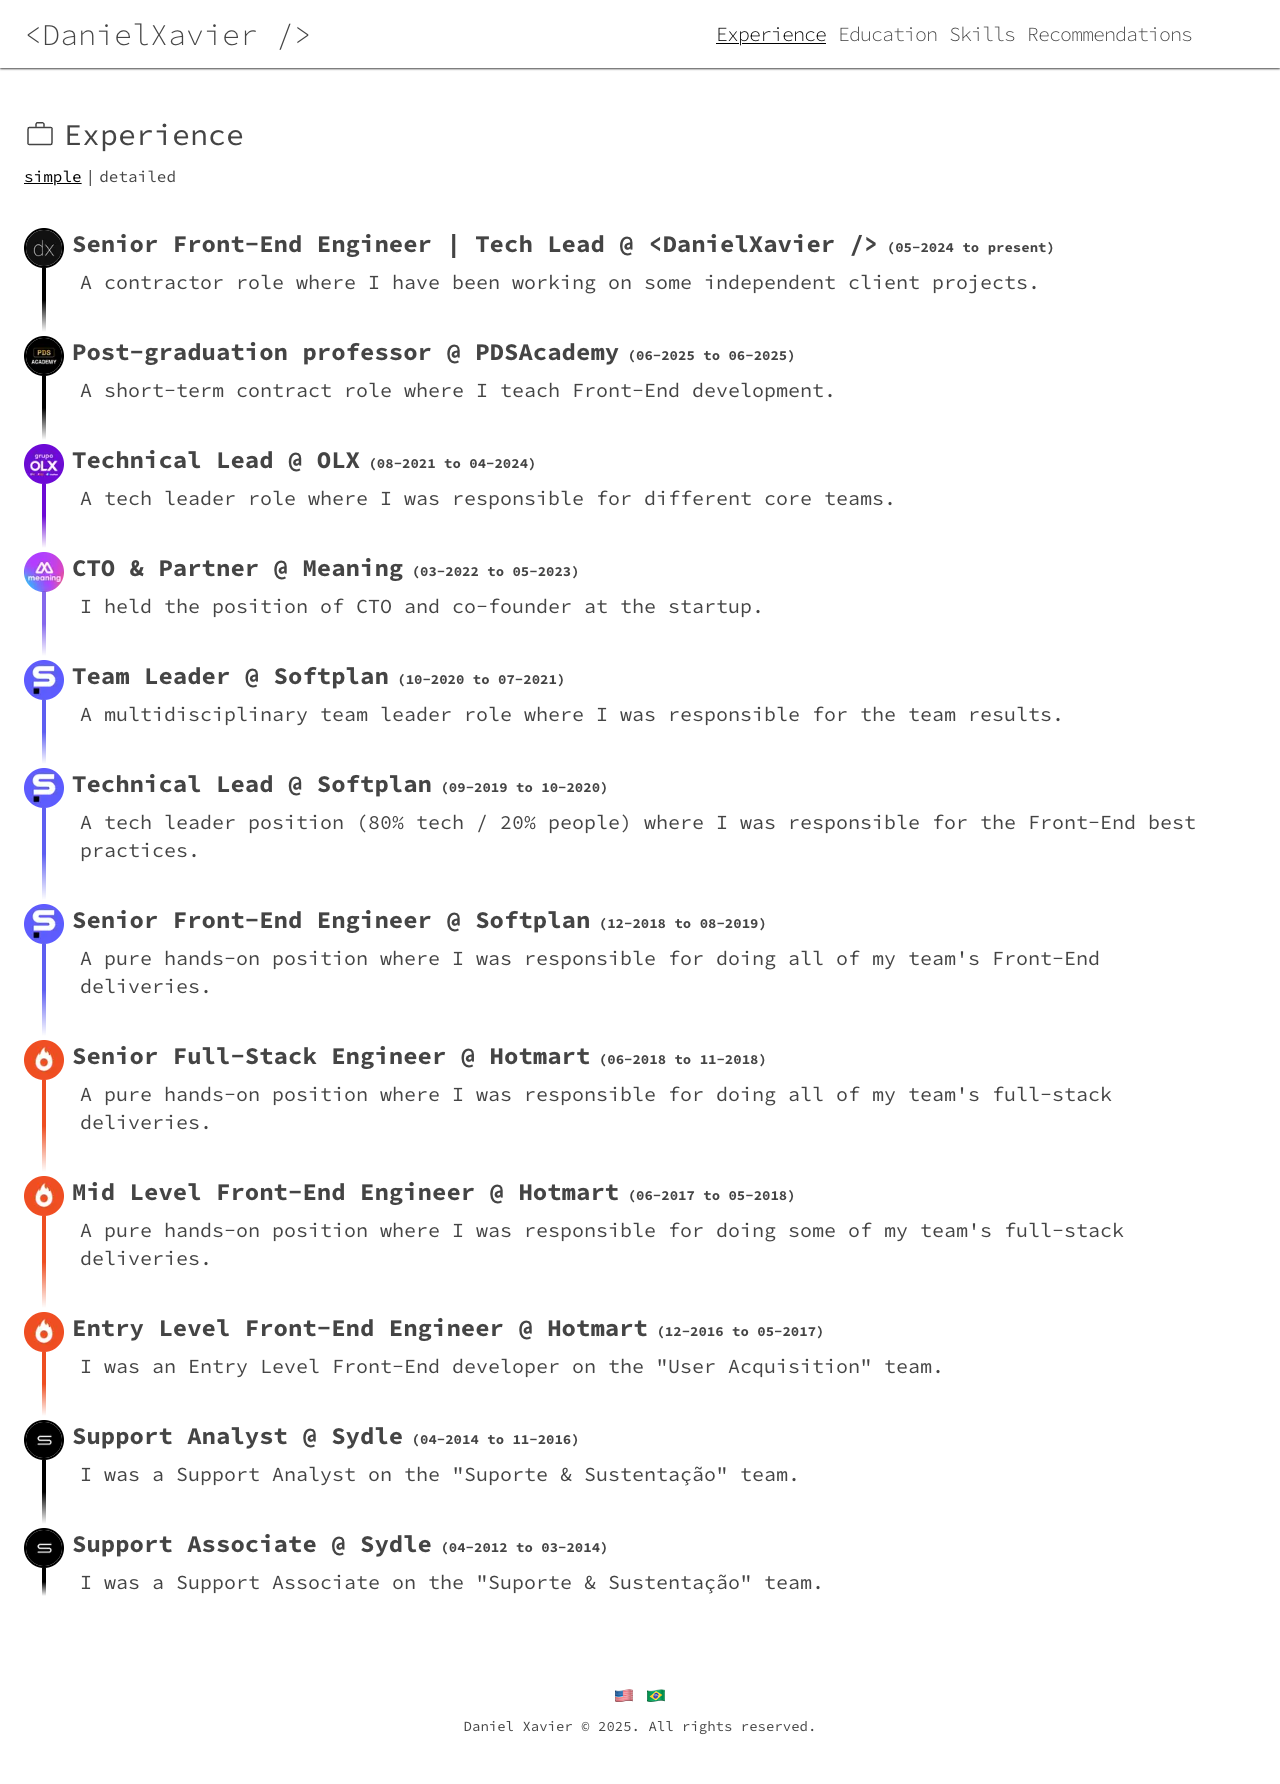 <DanielXavier />
Experience Education Skills Recommendations
Experience
simple | detailed
dx
Senior Front-End Engineer | Tech Lead @ <DanielXavier /> (05-2024 to present)
A contractor role where I have been working on some independent client projects.
PDS
ACADEMY
Post-graduation professor @ PDSAcademy (06-2025 to 06-2025)
A short-term contract role where I teach Front-End development.
grupo
OLX
Technical Lead @ OLX (08-2021 to 04-2024)
A tech leader role where I was responsible for different core teams.
meaning
CTO & Partner @ Meaning (03-2022 to 05-2023)
I held the position of CTO and co-founder at the startup.
Team Leader @ Softplan (10-2020 to 07-2021)
A multidisciplinary team leader role where I was responsible for the team results.
Technical Lead @ Softplan (09-2019 to 10-2020)
A tech leader position (80% tech / 20% people) where I was responsible for the Front-End best
practices.
Senior Front-End Engineer @ Softplan (12-2018 to 08-2019)
A pure hands-on position where I was responsible for doing all of my team's Front-End
deliveries.
Senior Full-Stack Engineer @ Hotmart (06-2018 to 11-2018)
A pure hands-on position where I was responsible for doing all of my team's full-stack
deliveries.
Mid Level Front-End Engineer @ Hotmart (06-2017 to 05-2018)
A pure hands-on position where I was responsible for doing some of my team's full-stack
deliveries.
Entry Level Front-End Engineer @ Hotmart (12-2016 to 05-2017)
I was an Entry Level Front-End developer on the "User Acquisition" team.
Support Analyst @ Sydle (04-2014 to 11-2016)
I was a Support Analyst on the "Suporte & Sustentação" team.
Support Associate @ Sydle (04-2012 to 03-2014)
I was a Support Associate on the "Suporte & Sustentação" team.
Daniel Xavier © 2025. All rights reserved.